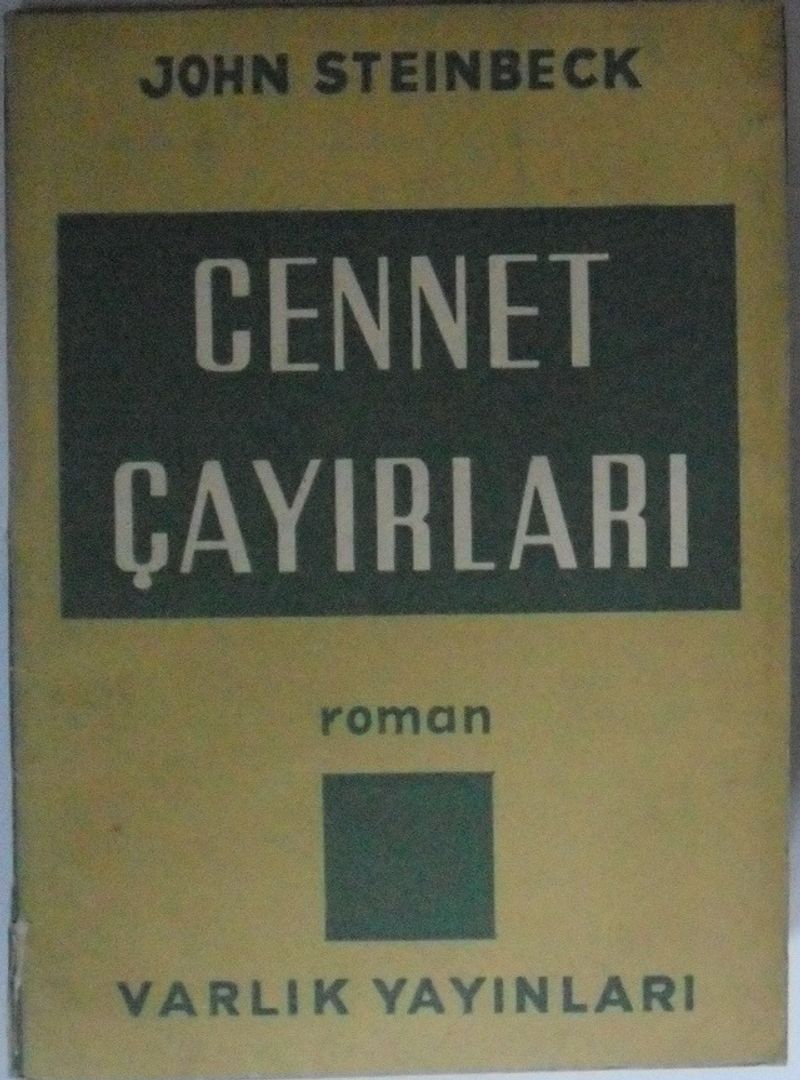 JOHN STEINBECK
CENNET
ÇAYIRLARI
roman
VARLIK YAYINLARI